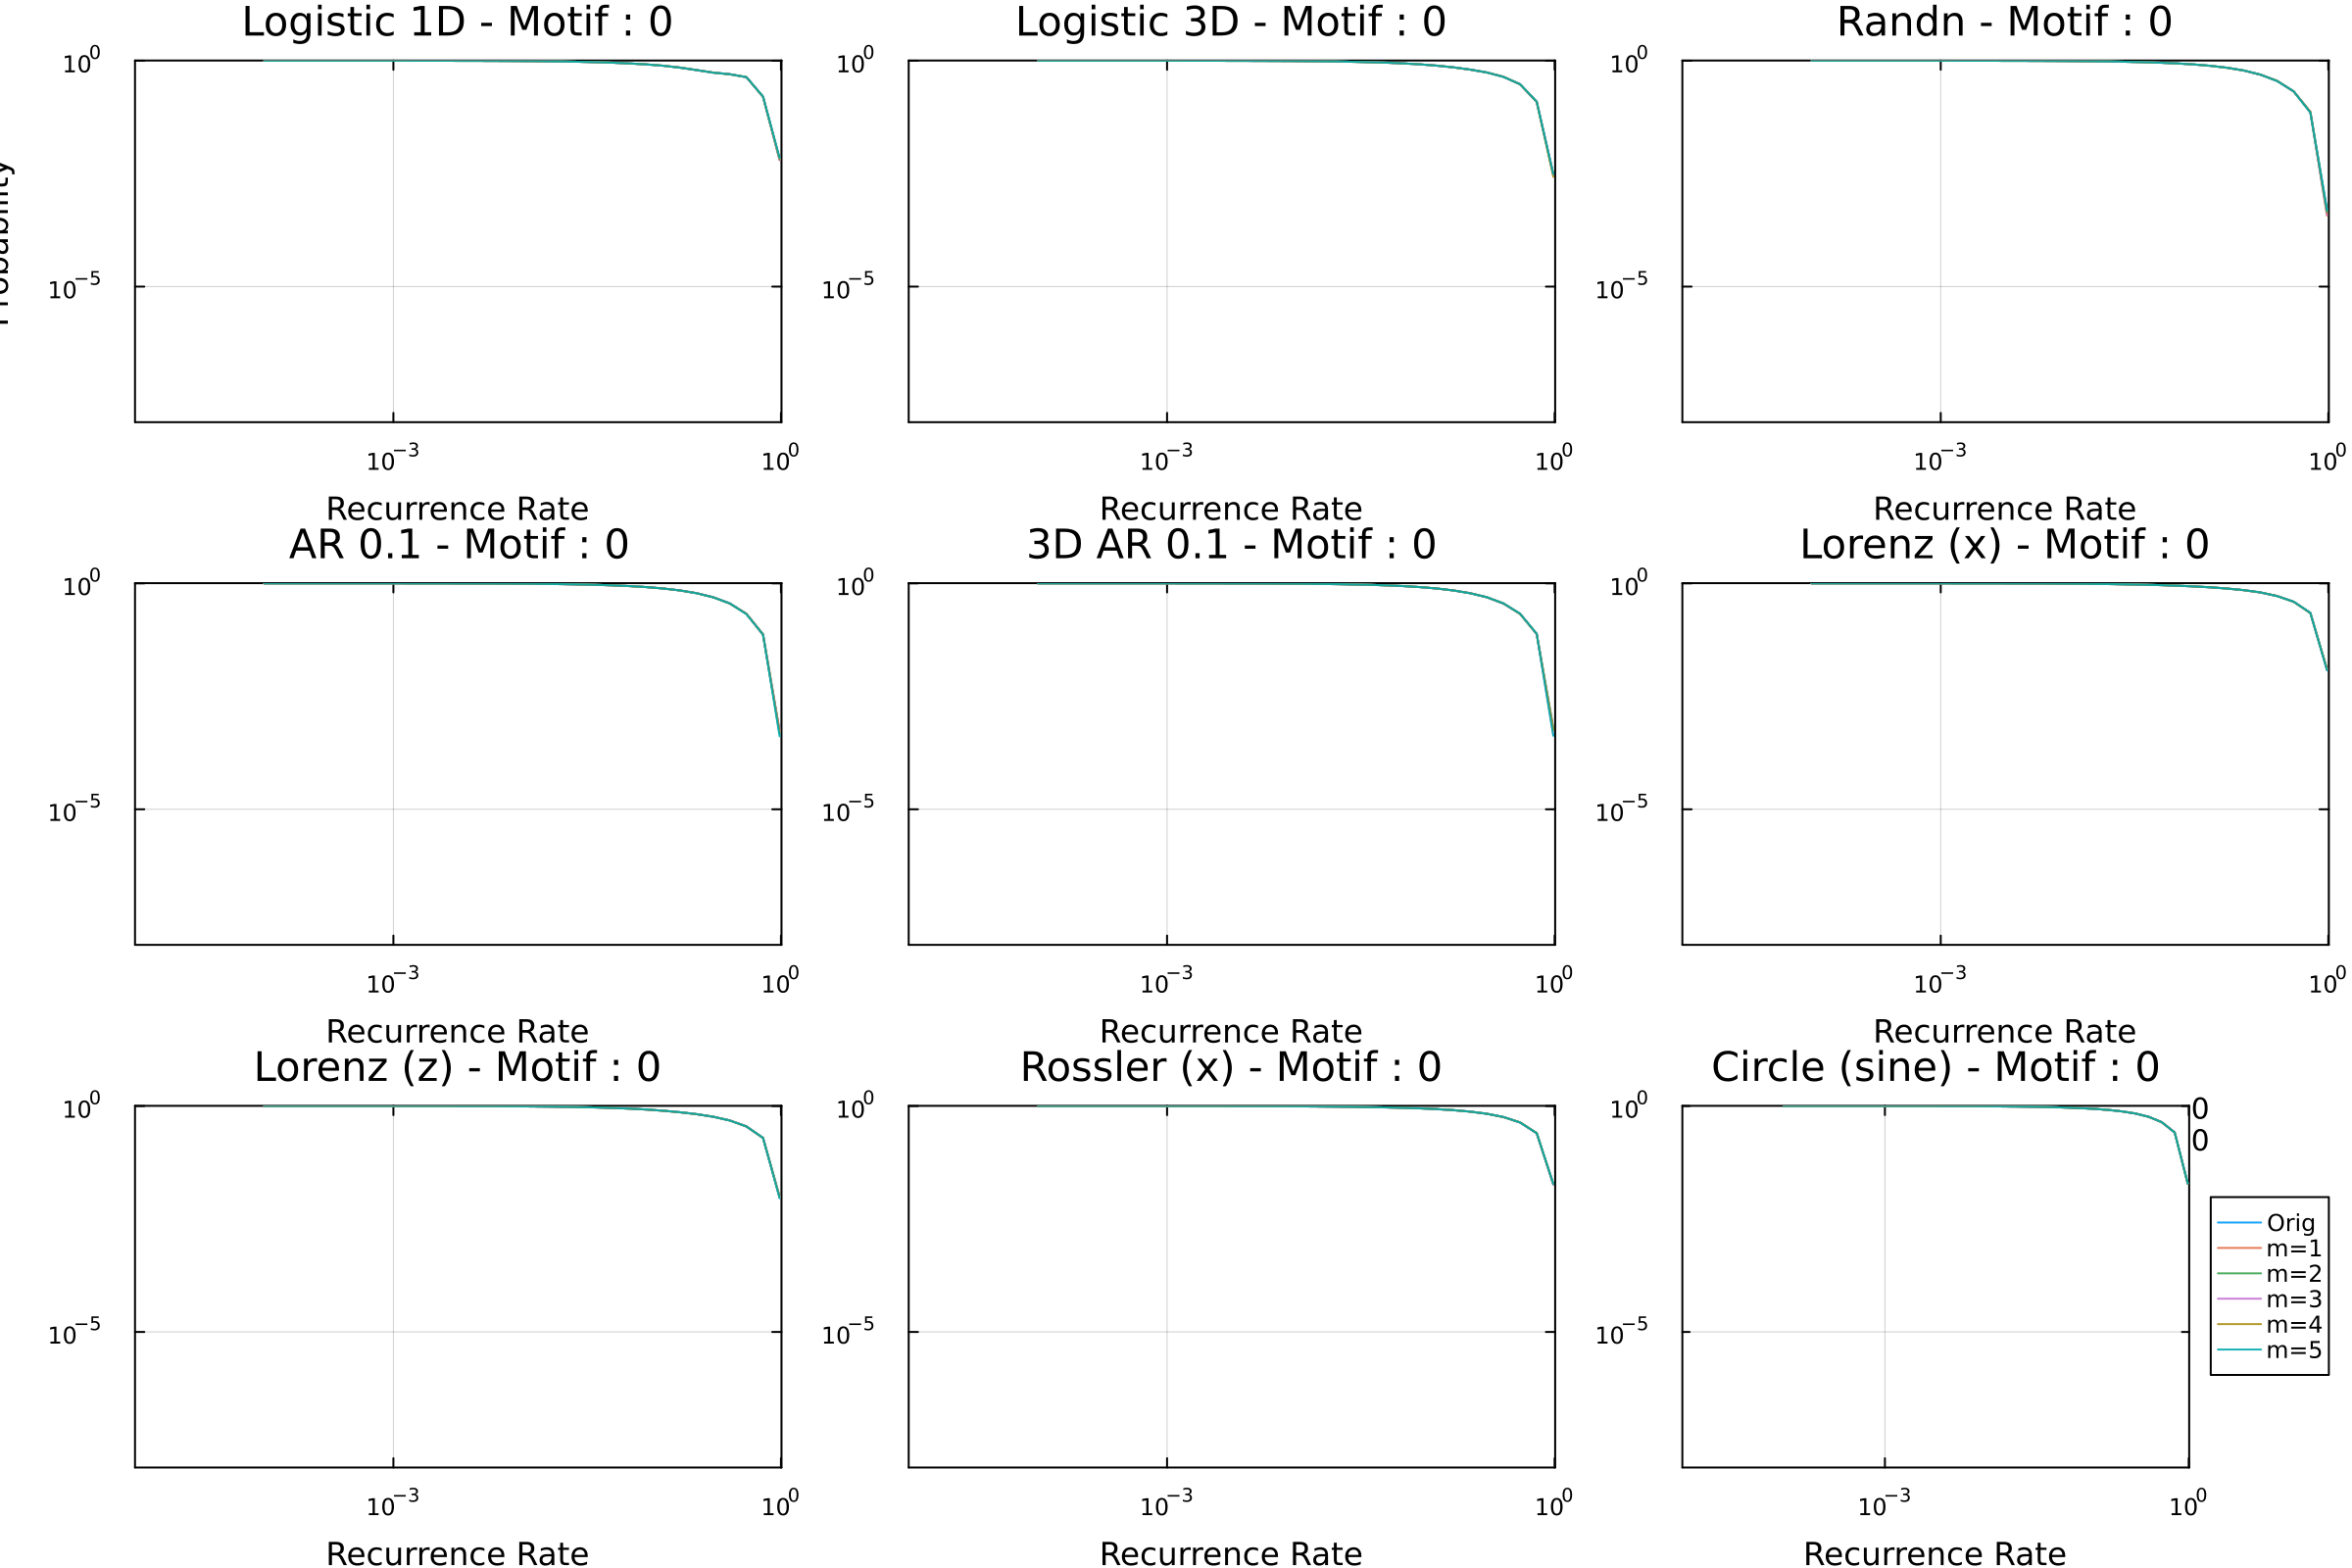 Logistic 1D - Motif : 0
Logistic 3D - Motif : 0
Randn - Motif : 0
10^0
10^0
10^0
Probability
10^−5
10^−5
10^−5
10^−3
10^0
10^−3
10^0
10^−3
10^0
Recurrence Rate
Recurrence Rate
Recurrence Rate
AR 0.1 - Motif : 0
3D AR 0.1 - Motif : 0
Lorenz (x) - Motif : 0
10^0
10^0
10^0
10^−5
10^−5
10^−5
10^−3
10^0
10^−3
10^0
10^−3
10^0
Recurrence Rate
Recurrence Rate
Recurrence Rate
Lorenz (z) - Motif : 0
Rossler (x) - Motif : 0
Circle (sine) - Motif : 0
10^0
10^0
10^0
0
0
Orig
m=1
m=2
m=3
m=4
m=5
10^−5
10^−5
10^−5
10^−3
10^0
10^−3
10^0
10^−3
10^0
Recurrence Rate
Recurrence Rate
Recurrence Rate